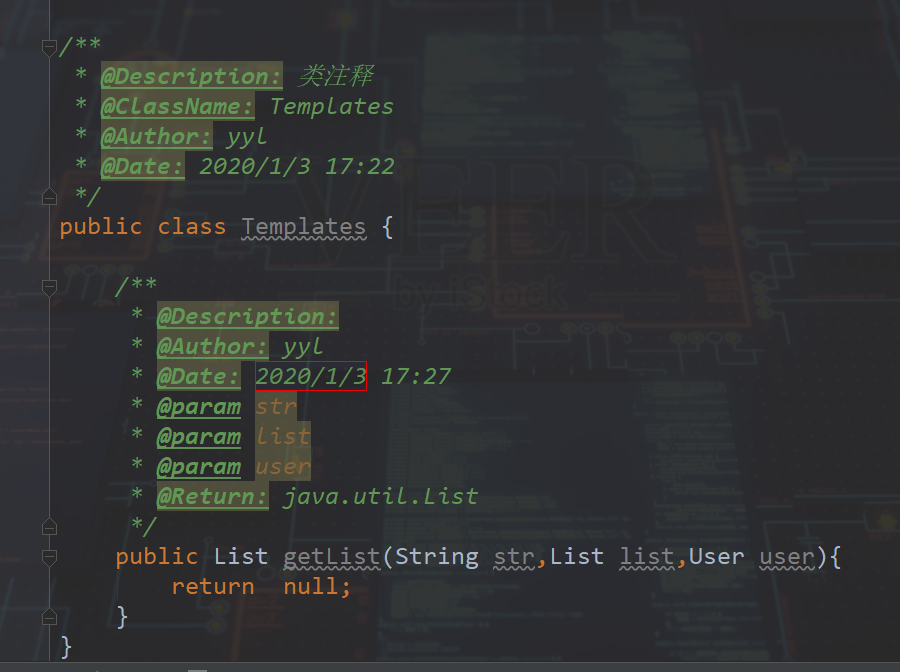 /**
 * @Description: 类注释
 * @ClassName: Templates
 * @Author: yyl
 * @Date: 2020/1/3 17:22
 */
public class Templates {
    /**
     * @Description:
     * @Author: yyl
     * @Date: 2020/1/3 17:27
     * @param str
     * @param list
     * @param user
     * @Return: java.util.List
     */
    public List getList(String str,List list,User user){
        return  null;
    }
}